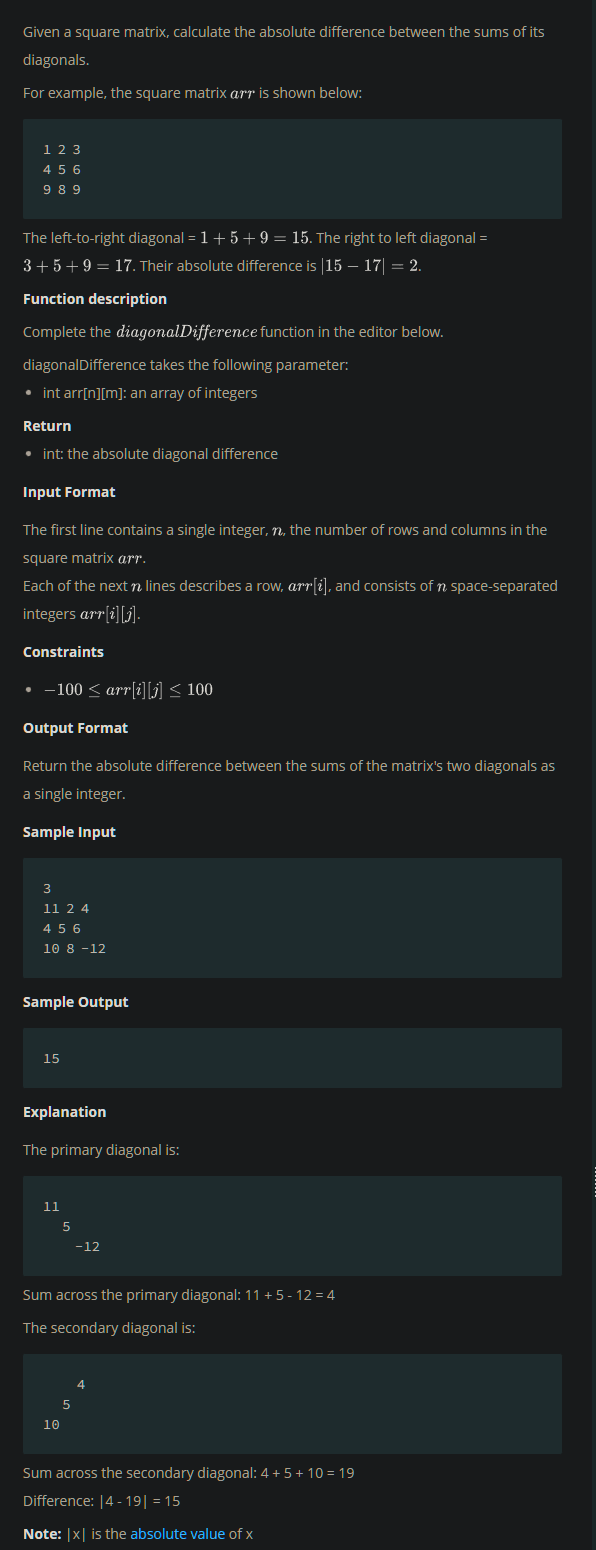 Given a square matrix, calculate the absolute difference between the sums of its
diagonals.
For example, the square matrix arr is shown below:
1 2 3
4 5 6
9 8 9
The left-to-right diagonal = 1 + 5 + 9 = 15. The right to left diagonal =
3 + 5 + 9 = 17. Their absolute difference is |15 − 17| = 2.
Function description
Complete the diagonalDifference function in the editor below.
diagonalDifference takes the following parameter:
• int arr[n][m]: an array of integers
Return
• int: the absolute diagonal difference
Input Format
The first line contains a single integer, n, the number of rows and columns in the
square matrix arr.
Each of the next n lines describes a row, arr[i], and consists of n space-separated
integers arr[i][j].
Constraints
• −100 ≤ arr[i][j] ≤ 100
Output Format
Return the absolute difference between the sums of the matrix's two diagonals as
a single integer.
Sample Input
3
11 2 4
4 5 6
10 8 -12
Sample Output
15
Explanation
The primary diagonal is:
11
5
-12
Sum across the primary diagonal: 11 + 5 - 12 = 4
The secondary diagonal is:
4
5
10
Sum across the secondary diagonal: 4 + 5 + 10 = 19
Difference: |4 - 19| = 15
Note: |x| is the absolute value of x